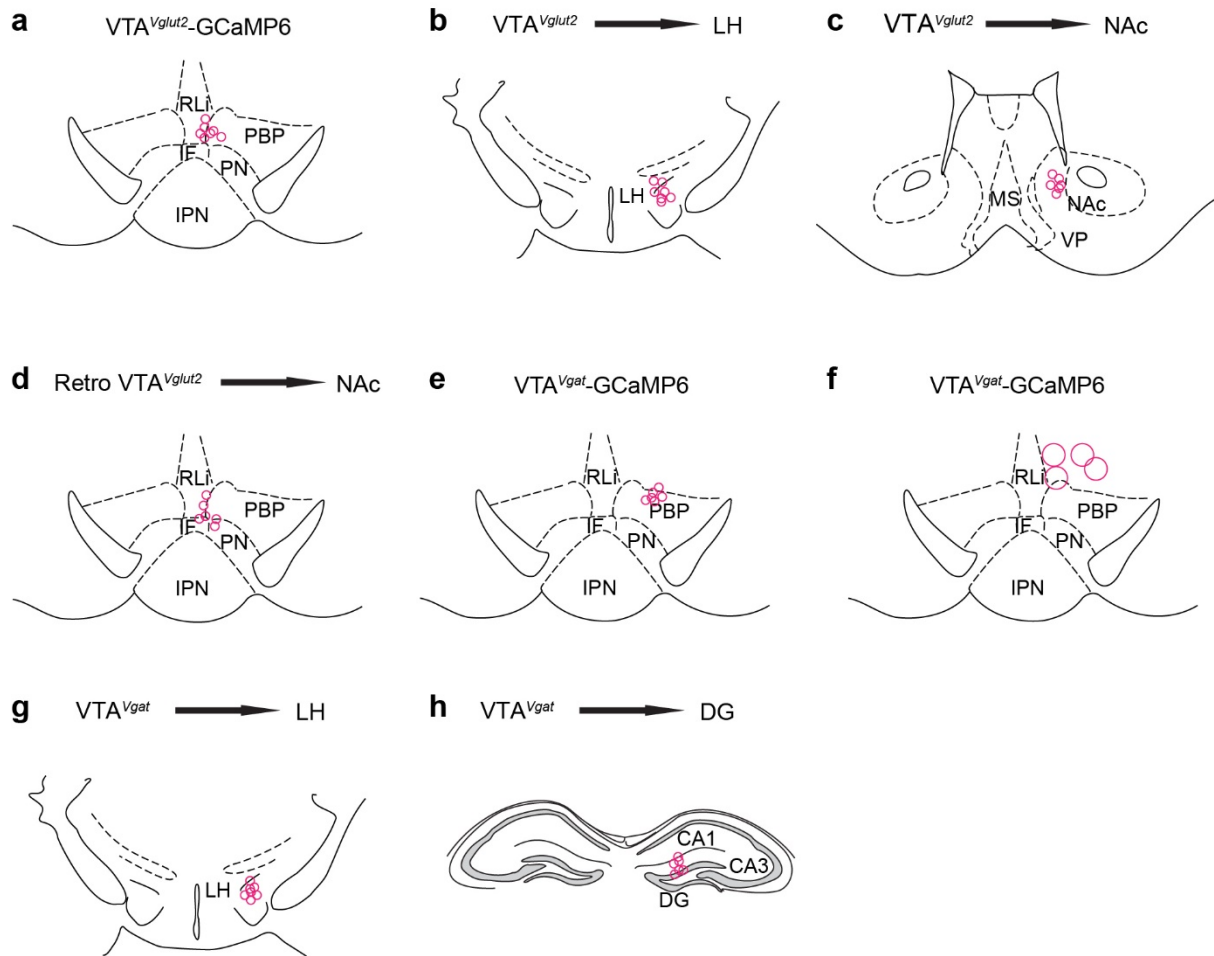 a
VTAVglut2-GCaMP6
RLi
PBP
IF
PN
IPN
b
VTAVglut2 LH
LH
c
VTAVglut2 NAc
MS
NAc
VP
d
Retro VTAVglut2 NAc
RLi
PBP
IF
PN
IPN
e
VTAVgat-GCaMP6
RLi
PBP
IF
PN
IPN
f
VTAVgat-GCaMP6
RLi
PBP
IF
PN
IPN
g
VTAVgat LH
LH
h
VTAVgat DG
CA1
CA3
DG